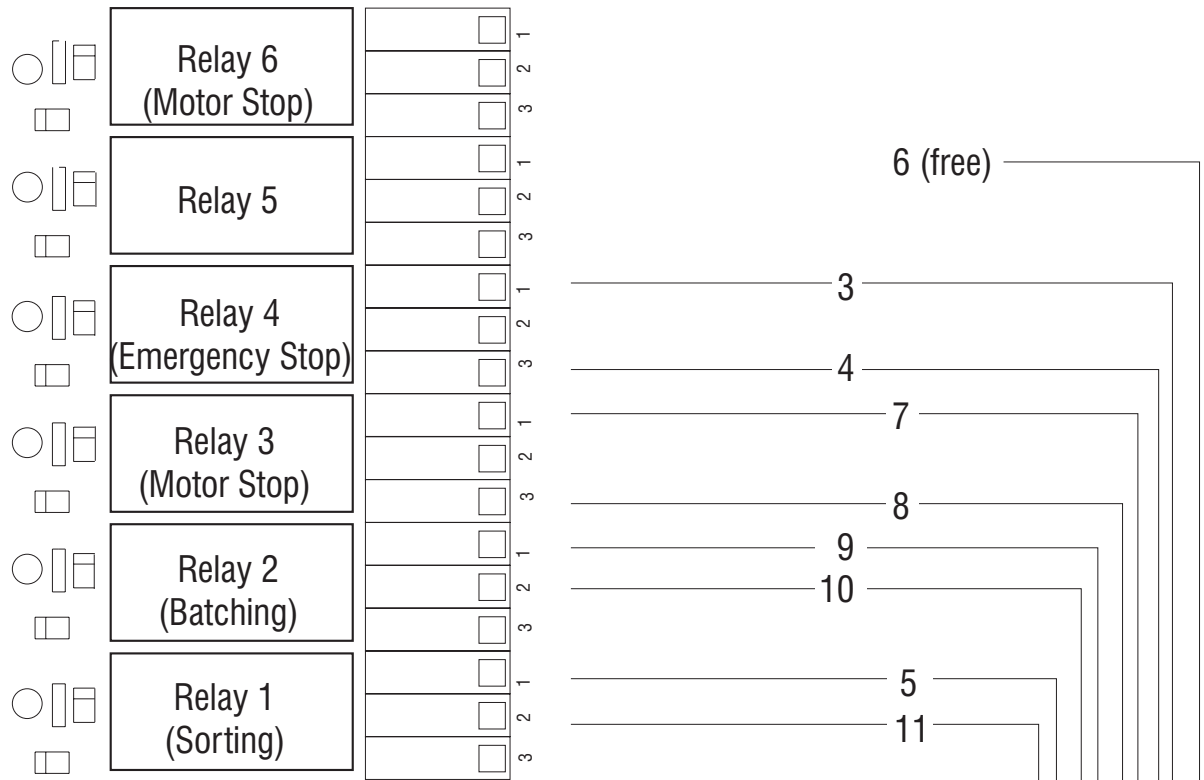 Relay 6
(Motor Stop)
1
2
3
6 (free)
Relay 5
1
2
3
Relay 4
(Emergency Stop)
1
2
3
3
4
Relay 3
(Motor Stop)
1
2
3
7
8
Relay 2
(Batching)
1
2
3
9
10
Relay 1
(Sorting)
1
2
3
5
11